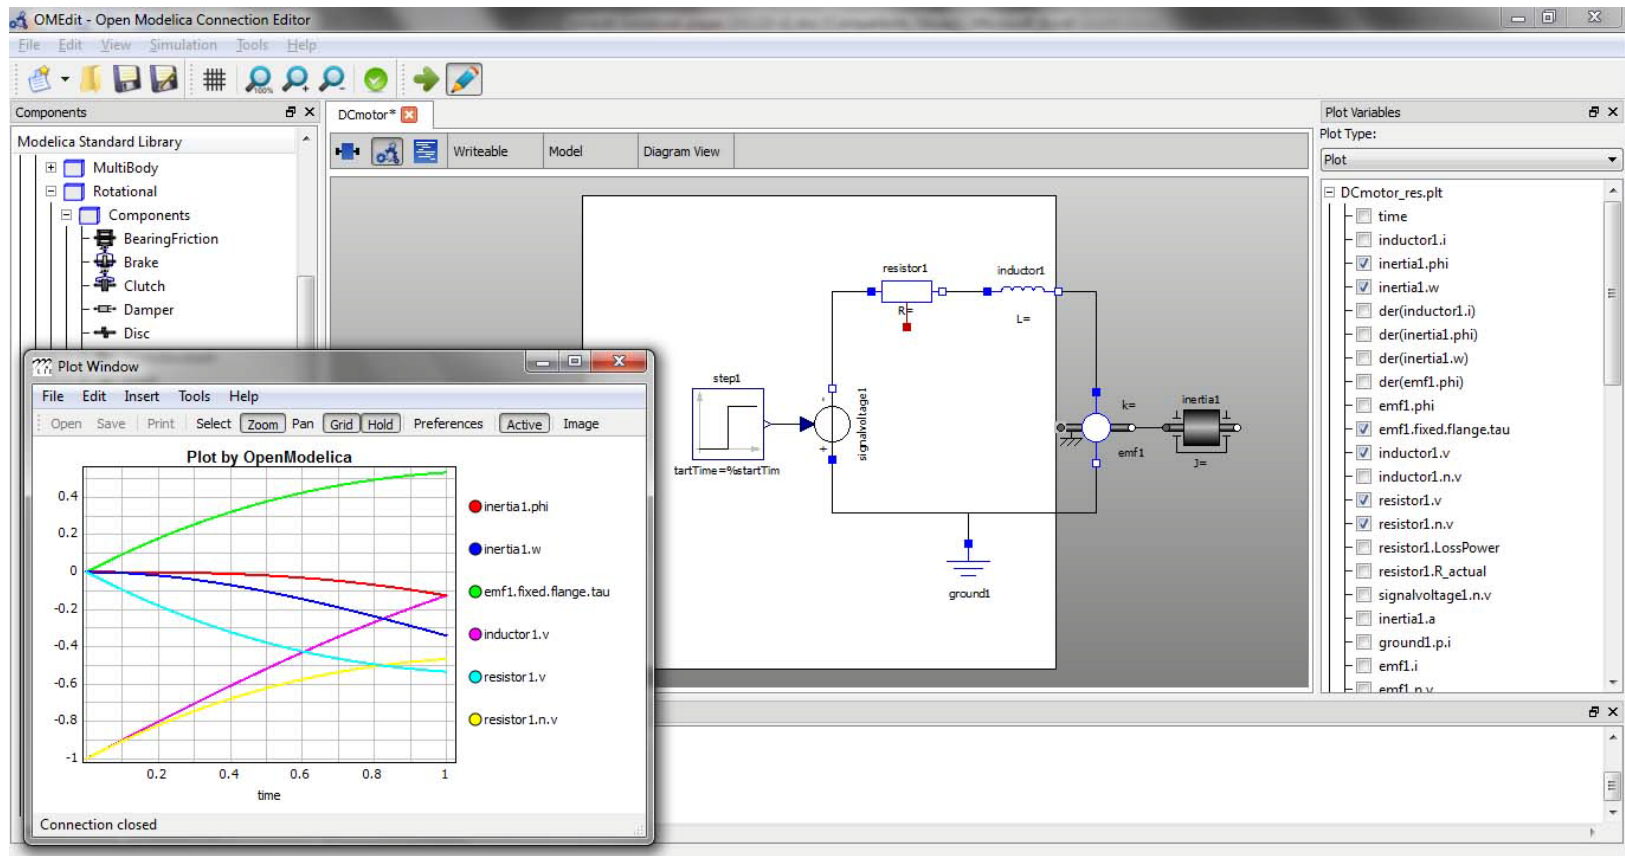 OMEdit - Open Modelica Connection Editor
File Edit View Simulation Tools Help
100%
Components
DCmotor*
Plot Variables
Modelica Standard Library
MultiBody
Rotational
Components
BearingFriction
Brake
Clutch
Damper
Disc
Writeable Model Diagram View
Plot Type:
Plot
DCmotor_res.plt
time
inductor1.i
inertia1.phi
inertia1.w
der(inductor1.i)
der(inertia1.phi)
der(inertia1.w)
der(emf1.phi)
emf1.phi
emf1.fixed.flange.tau
inductor1.v
inductor1.n.v
resistor1.v
resistor1.n.v
resistor1.LossPower
resistor1.R_actual
signalvoltage1.n.v
inertia1.a
ground1.p.i
emf1.i
emf1.n.v
resistor1
R=
inductor1
L=
step1
tartTime=%startTim
signalvoltage1
-
+
k=
emf1
inertia1
J=
ground1
Plot Window
File Edit Insert Tools Help
Open Save Print Select Zoom Pan Grid Hold Preferences Active Image
Plot by OpenModelica
0.4
0.2
0
-0.2
-0.4
-0.6
-0.8
-1
0.2 0.4 0.6 0.8 1
time
inertia1.phi
inertia1.w
emf1.fixed.flange.tau
inductor1.v
resistor1.v
resistor1.n.v
Connection closed